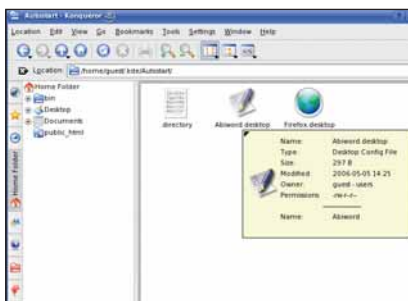 Autostart - Konqueror
Location Edit View Go Bookmarks Tools Settings Window Help
Location: /home/guest/.kde/Autostart/
Home Folder
bin
Desktop
Documents
public_html
Home Folder
directory
Abiword desktop
Firefox desktop
Name: Abiword desktop
Type: Desktop Config File
Size: 297 B
Modified: 2006-05-05 14:25
Owner: guest - users
Permissions: -rw-r--r--
Name: Abiword